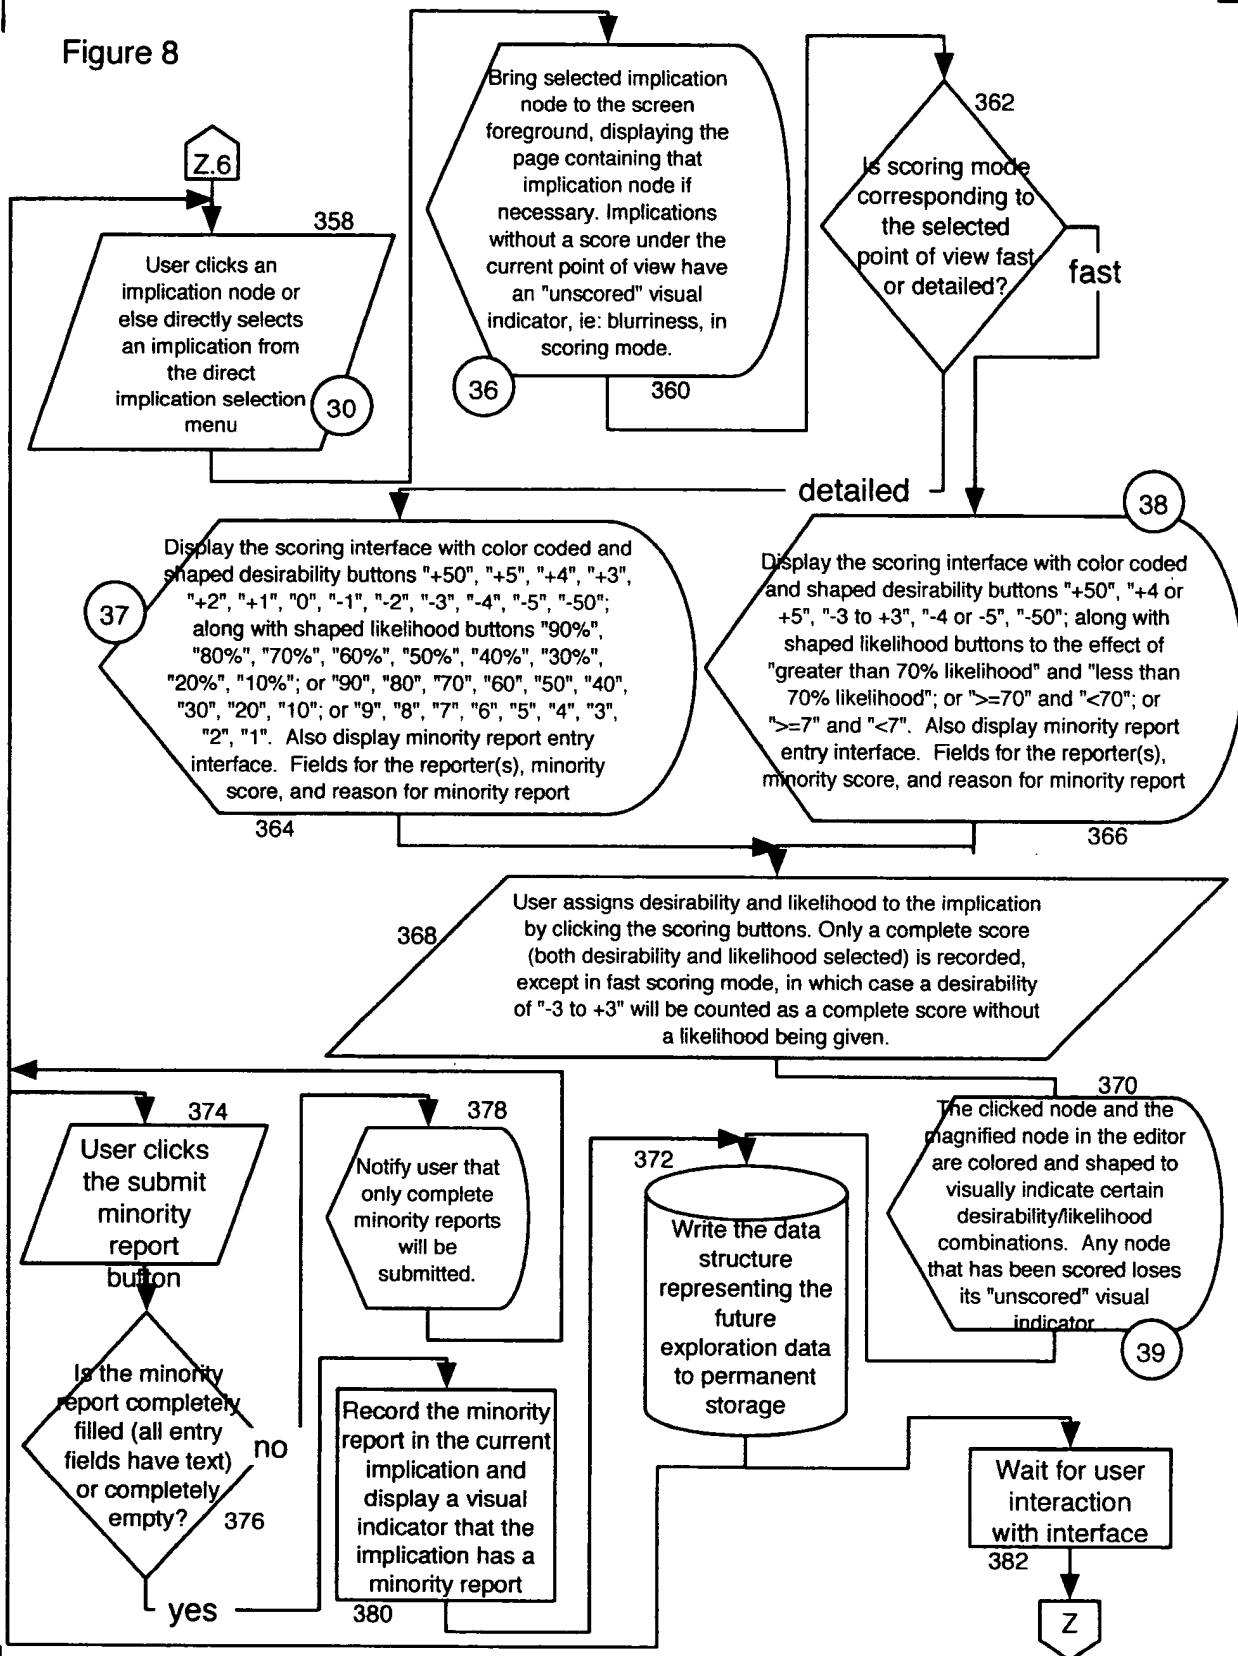 Figure 8
Z.6
358
User clicks an
implication node or
else directly selects
an implication from
the direct
implication selection
menu
30
Bring selected implication
node to the screen
foreground, displaying the
page containing that
implication node if
necessary. Implications
without a score under the
current point of view have
an "unscored" visual
indicator, ie: blurriness, in
scoring mode.
36
360
362
Is scoring mode
corresponding to
the selected
point of view fast
or detailed?
fast
detailed
37
Display the scoring interface with color coded and
shaped desirability buttons "+50", "+5", "+4", "+3",
"+2", "+1", "0", "-1", "-2", "-3", "-4", "-5", "-50";
along with shaped likelihood buttons "90%",
"80%", "70%", "60%", "50%", "40%", "30%",
"20%", "10%"; or "90", "80", "70", "60", "50", "40",
"30", "20", "10"; or "9", "8", "7", "6", "5", "4", "3",
"2", "1".  Also display minority report entry
interface.  Fields for the reporter(s), minority
score, and reason for minority report
364
38
Display the scoring interface with color coded
and shaped desirability buttons "+50", "+4 or
+5", "-3 to +3", "-4 or -5", "-50"; along with
shaped likelihood buttons to the effect of
"greater than 70% likelihood" and "less than
70% likelihood"; or ">=70" and "<70"; or
">=7" and "<7".  Also display minority report
entry interface.  Fields for the reporter(s),
minority score, and reason for minority report
366
368
User assigns desirability and likelihood to the implication
by clicking the scoring buttons. Only a complete score
(both desirability and likelihood selected) is recorded,
except in fast scoring mode, in which case a desirability
of "-3 to +3" will be counted as a complete score without
a likelihood being given.
370
The clicked node and the
magnified node in the editor
are colored and shaped to
visually indicate certain
desirability/likelihood
combinations.  Any node
that has been scored loses
its "unscored" visual
indicator
39
374
User clicks
the submit
minority
report
button
378
Notify user that
only complete
minority reports
will be
submitted.
372
Write the data
structure
representing the
future
exploration data
to permanent
storage
Is the minority
report completely
filled (all entry
fields have text)
or completely
empty?
376
no
yes
Record the minority
report in the current
implication and
display a visual
indicator that the
implication has a
minority report
380
Wait for user
interaction
with interface
382
Z